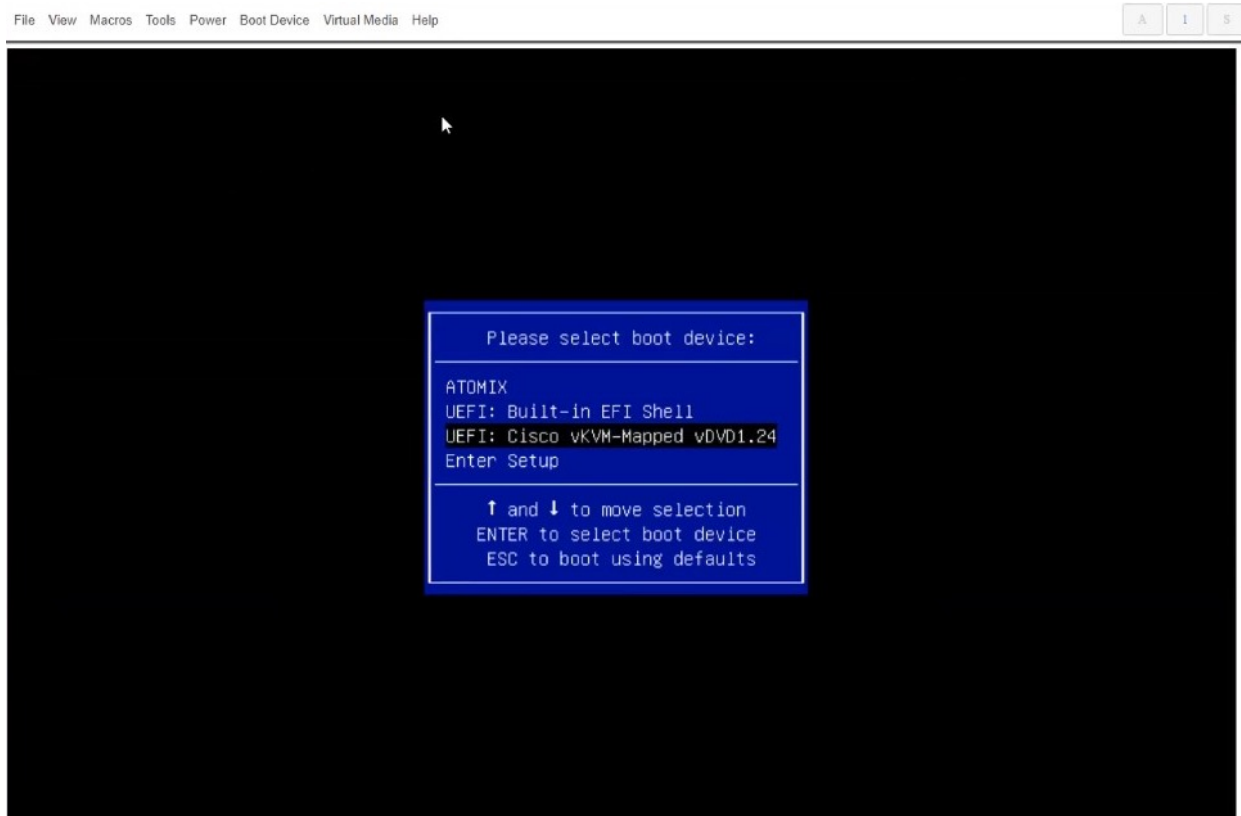 File View Macros Tools Power Boot Device Virtual Media Help
A 1 S
Please select boot device:
ATOMIX
UEFI: Built-in EFI Shell
UEFI: Cisco vKVM-Mapped vDVD1.24
Enter Setup
↑ and ↓ to move selection
ENTER to select boot device
ESC to boot using defaults